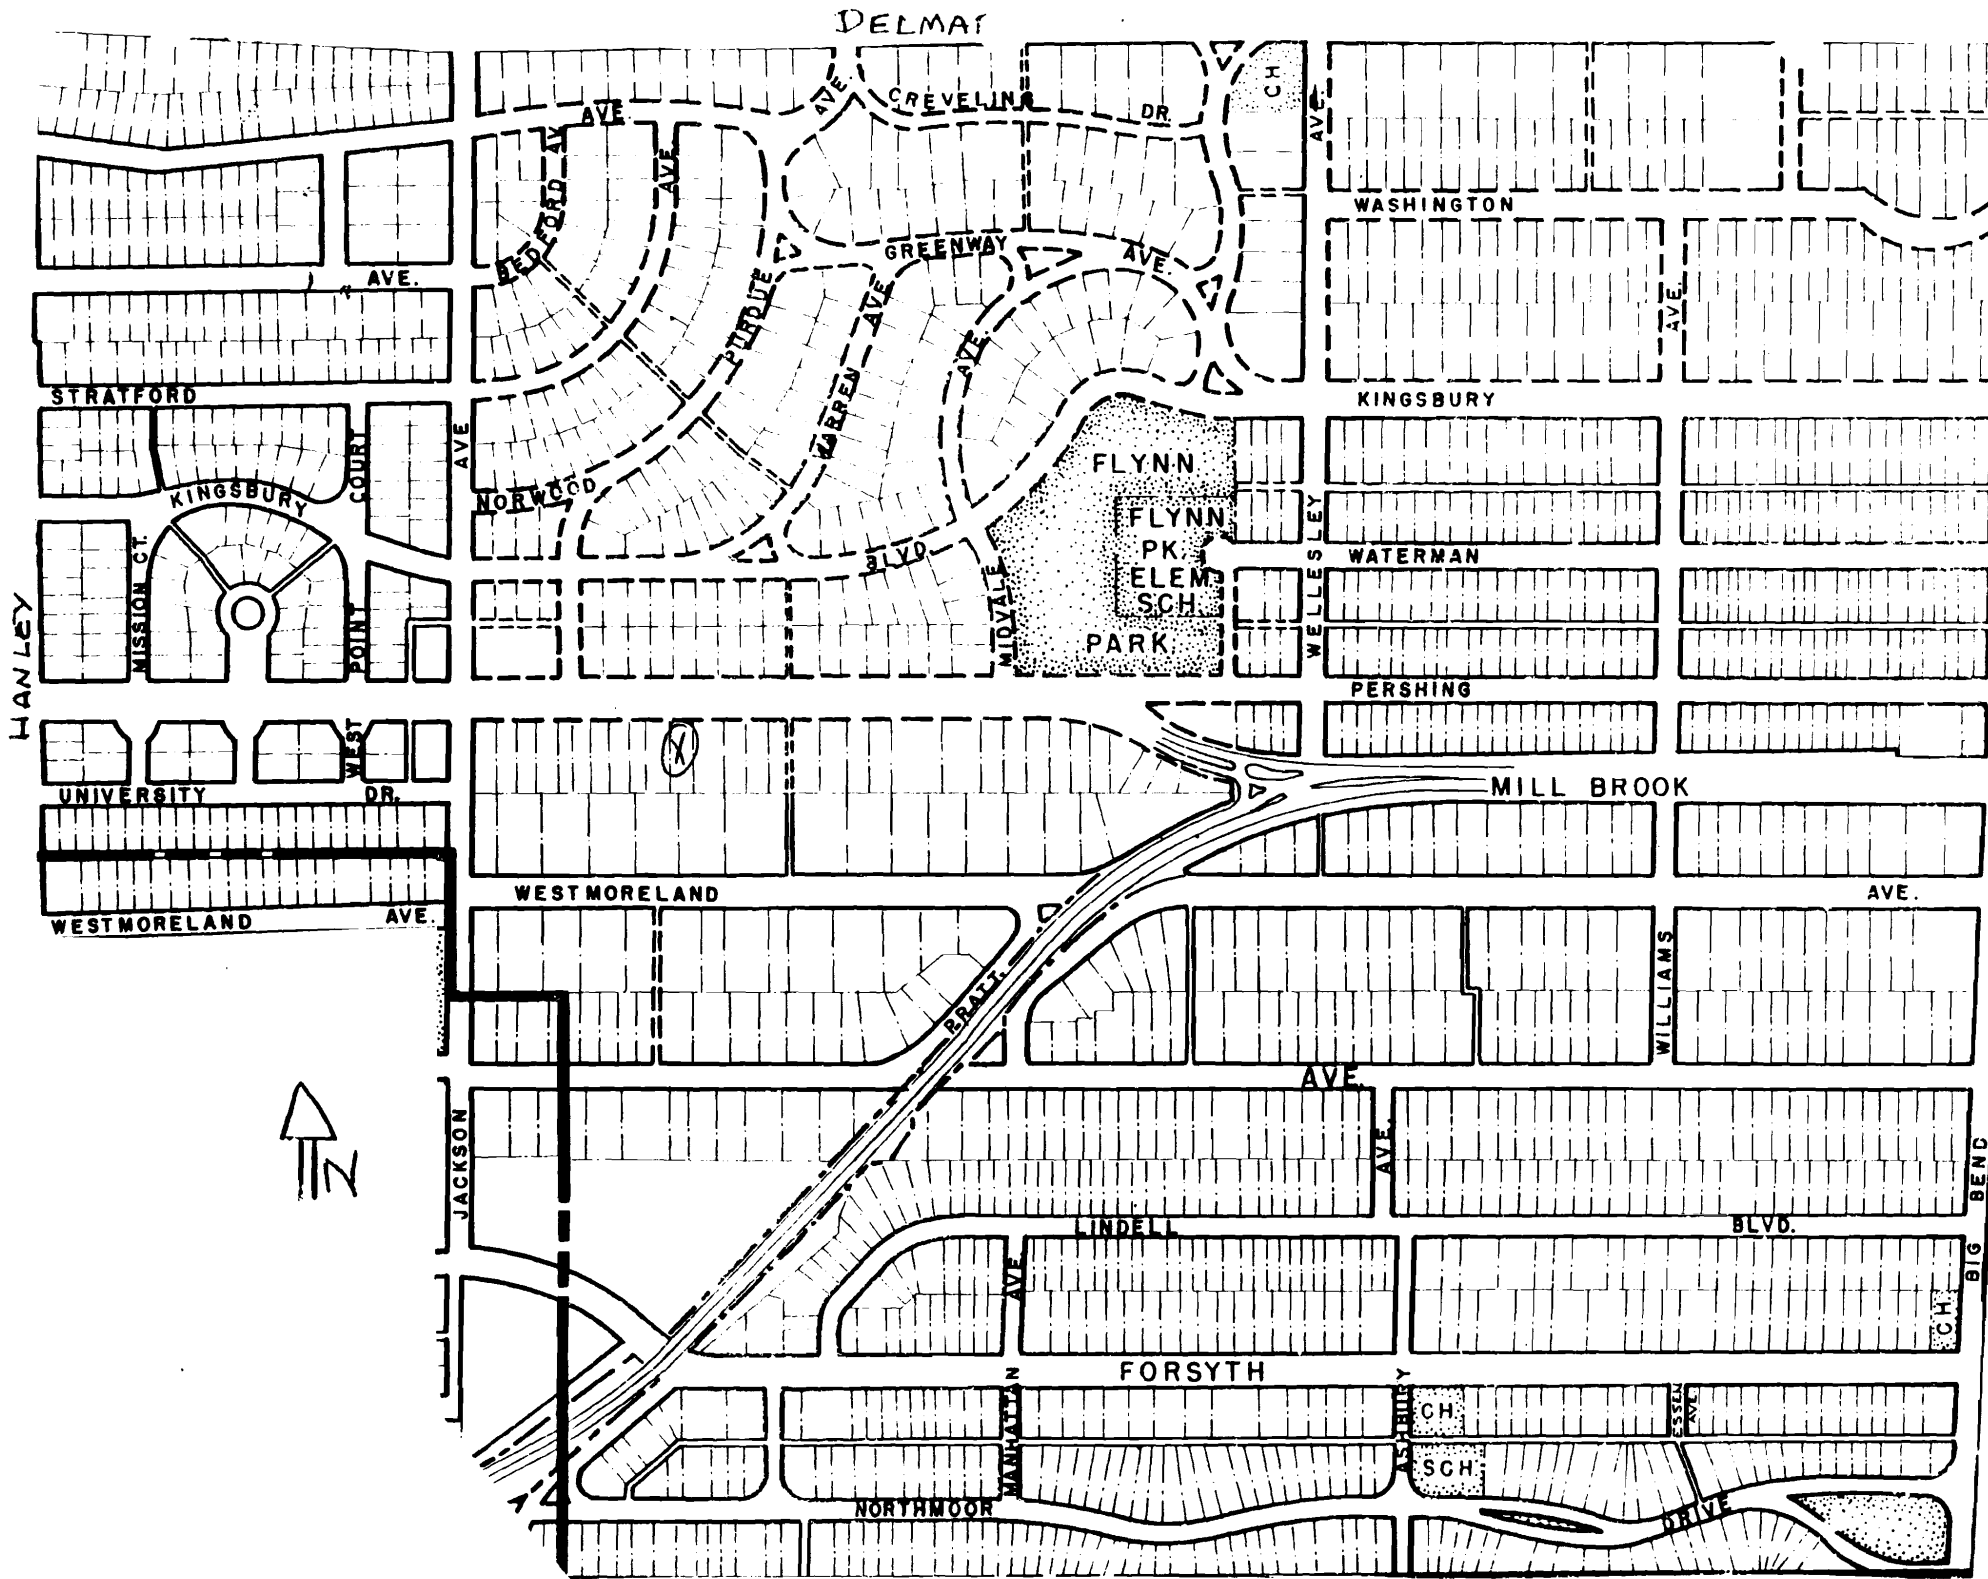 DELMAR
CREVELING
DR.
AVE.
AVE.
CH
AVE.
BEDFORD AV
AVE.
WASHINGTON
GREENWAY
AVE.
AVE.
PURDUE
WARREN AVE.
AVE.
AVE.
STRATFORD
KINGSBURY
COURT
AVE
FLYNN
KINGSBURY
NORWOOD
FLYNN
PK.
ELEM
SCH.
PARK
WELLESLEY
WATERMAN
BLVD.
MISSION CT.
POINT
MIDVALE
HANLEY
PERSHING
WEST
X
UNIVERSITY
DR.
MILL BROOK
WESTMORELAND
AVE.
WESTMORELAND
AVE.
PRATT.
WILLIAMS
AVE.
N
JACKSON
AVE.
BIG BEND
LINDELL
BLVD.
AVE
CH
FORSYTH
MANHATTAN
ASHBURY
CH.
ESSEN
AVE
SCH.
NORTHMOOR
DRIVE